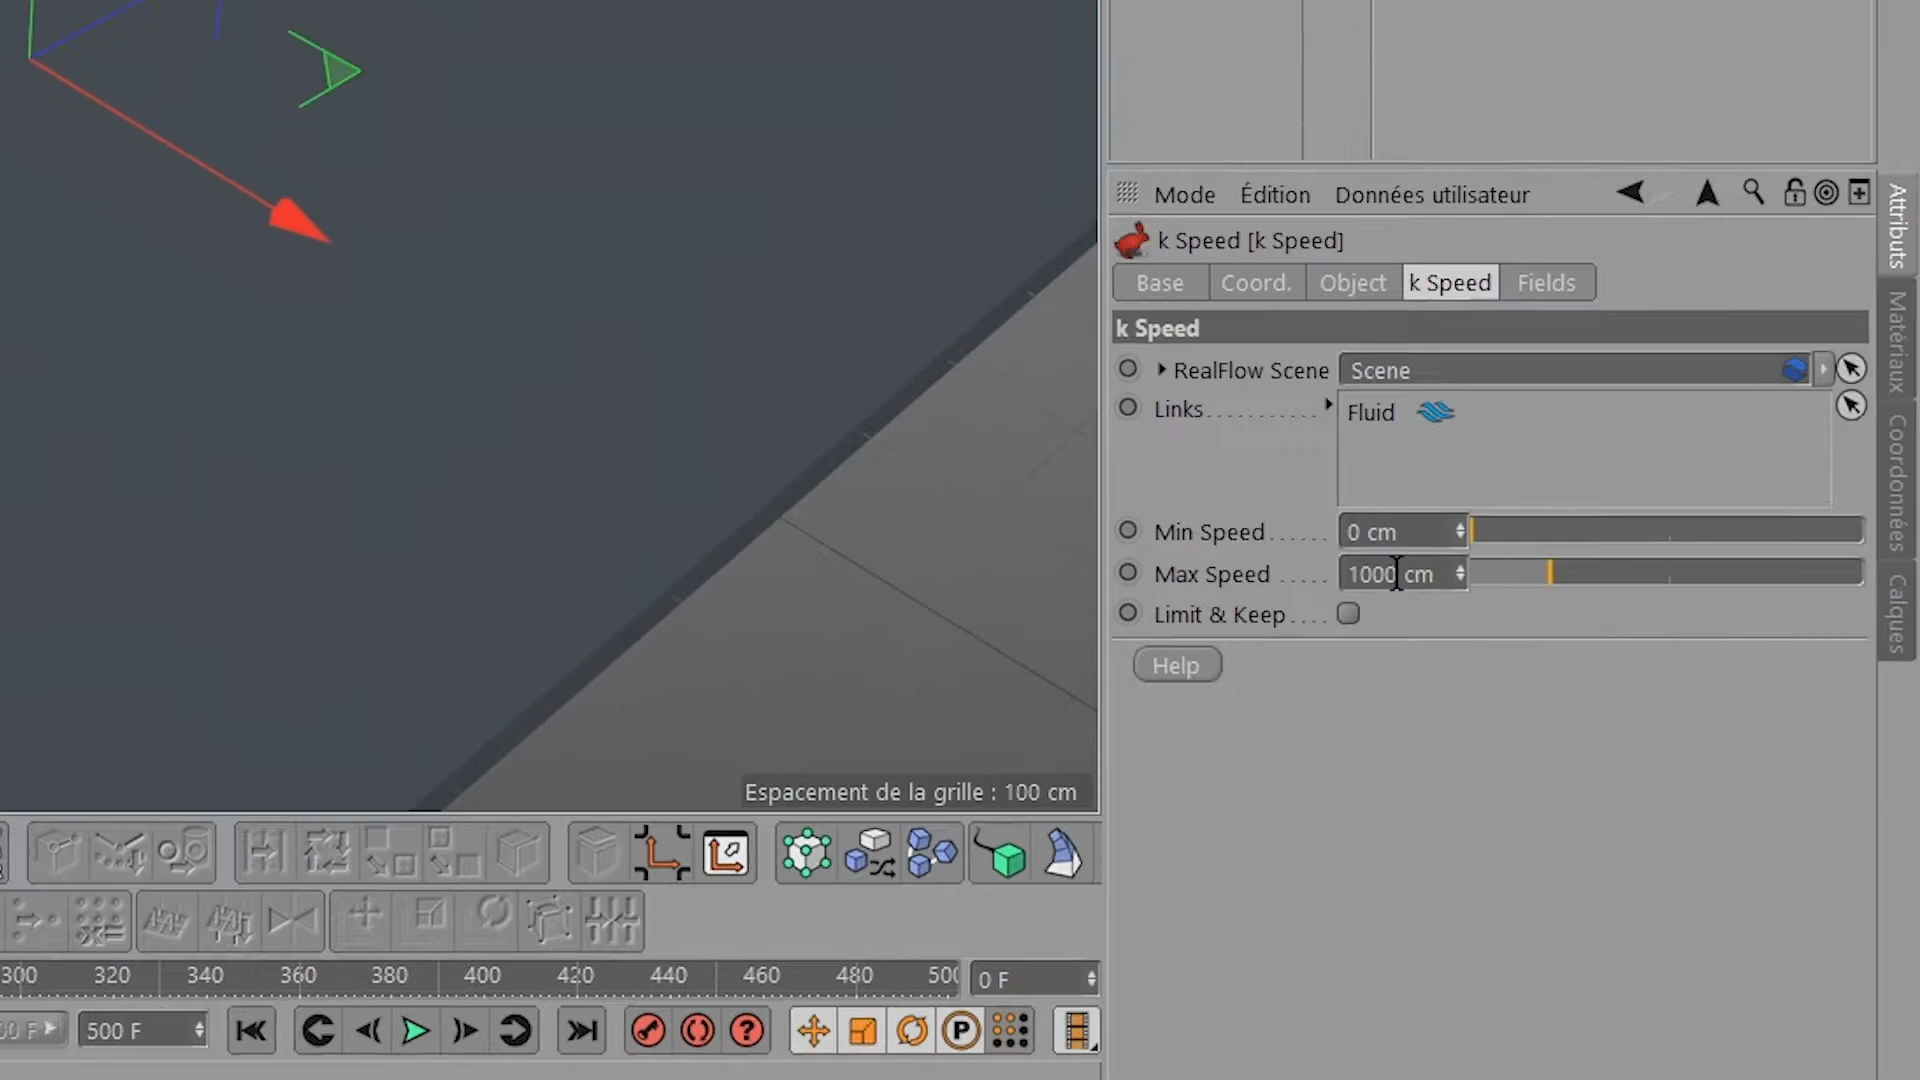 Mode Édition Données utilisateur
k Speed [k Speed]
Base Coord. Object k Speed Fields
k Speed
RealFlow Scene Scene
Links.......... Fluid
Min Speed...... 0 cm
Max Speed ..... 1000 cm
Limit & Keep....
Help
Attributs
Matériaux
Coordonnées
Calques
Espacement de la grille : 100 cm
300 320 340 360 380 400 420 440 460 480 500 0 F
500 F P